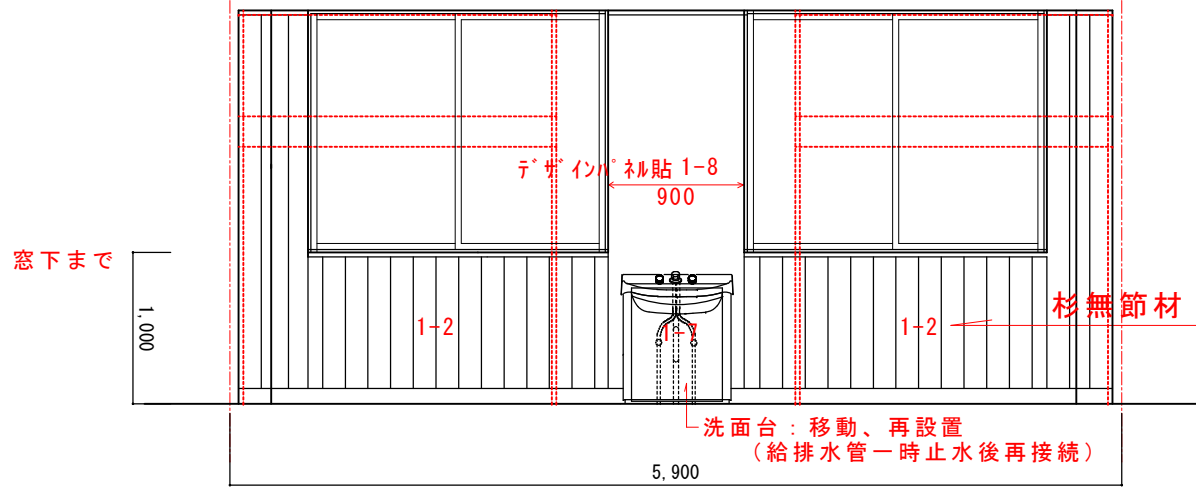 デザインパネル貼 1-8
900
窓下まで
1,000
1-2
1-7
1-2
杉無節材
洗面台：移動、再設置
（給排水管一時止水後再接続）
5,900